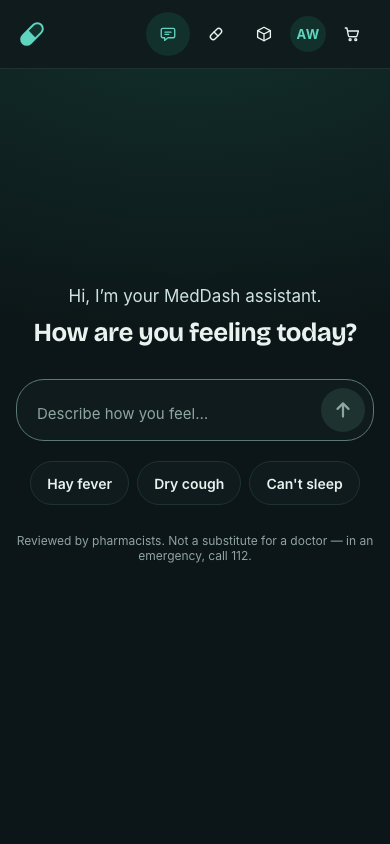 AW
Hi, I’m your MedDash assistant.
How are you feeling today?
Describe how you feel...
Hay fever
Dry cough
Can't sleep
Reviewed by pharmacists. Not a substitute for a doctor — in an
emergency, call 112.